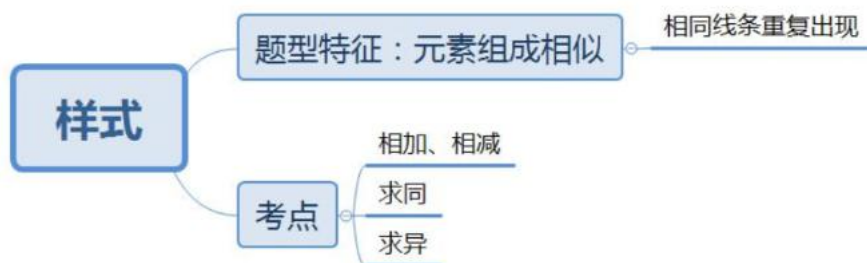 样式
题型特征：元素组成相似
相同线条重复出现
考点
相加、相减
求同
求异